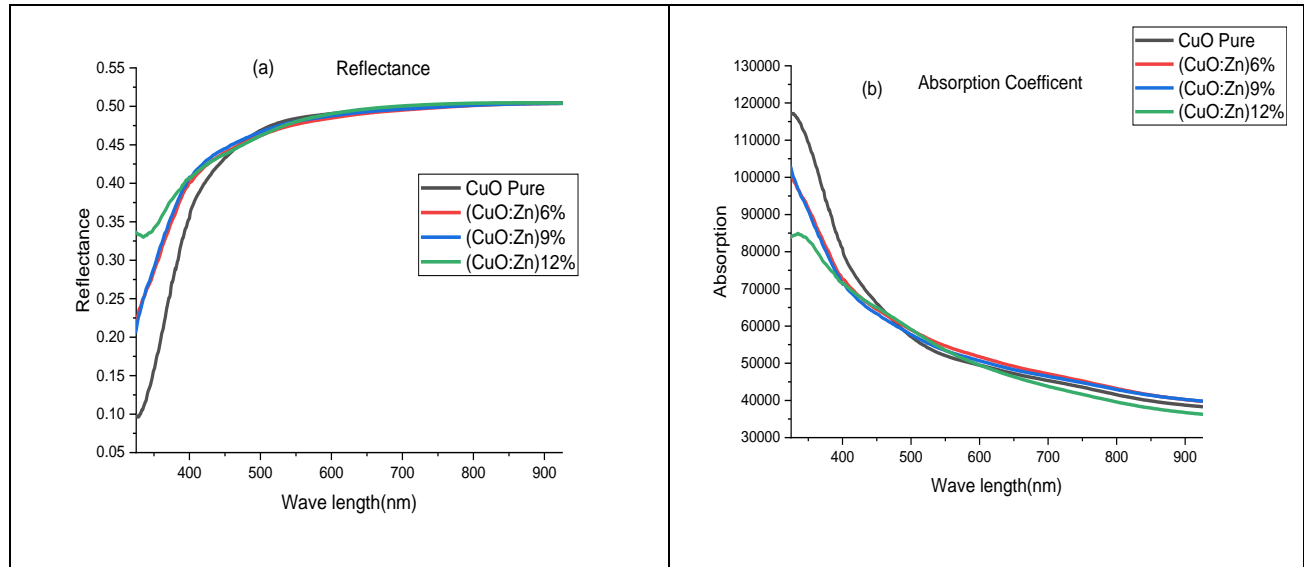 (a) Reflectance
Reflectance
0.55
0.50
0.45
0.40
0.35
0.30
0.25
0.20
0.15
0.10
0.05
400 500 600 700 800 900
Wave length(nm)
CuO Pure
(CuO:Zn)6%
(CuO:Zn)9%
(CuO:Zn)12%
(b) Absorption Coefficent
CuO Pure
(CuO:Zn)6%
(CuO:Zn)9%
(CuO:Zn)12%
Absorption
130000
120000
110000
100000
90000
80000
70000
60000
50000
40000
30000
400 500 600 700 800 900
Wave length(nm)